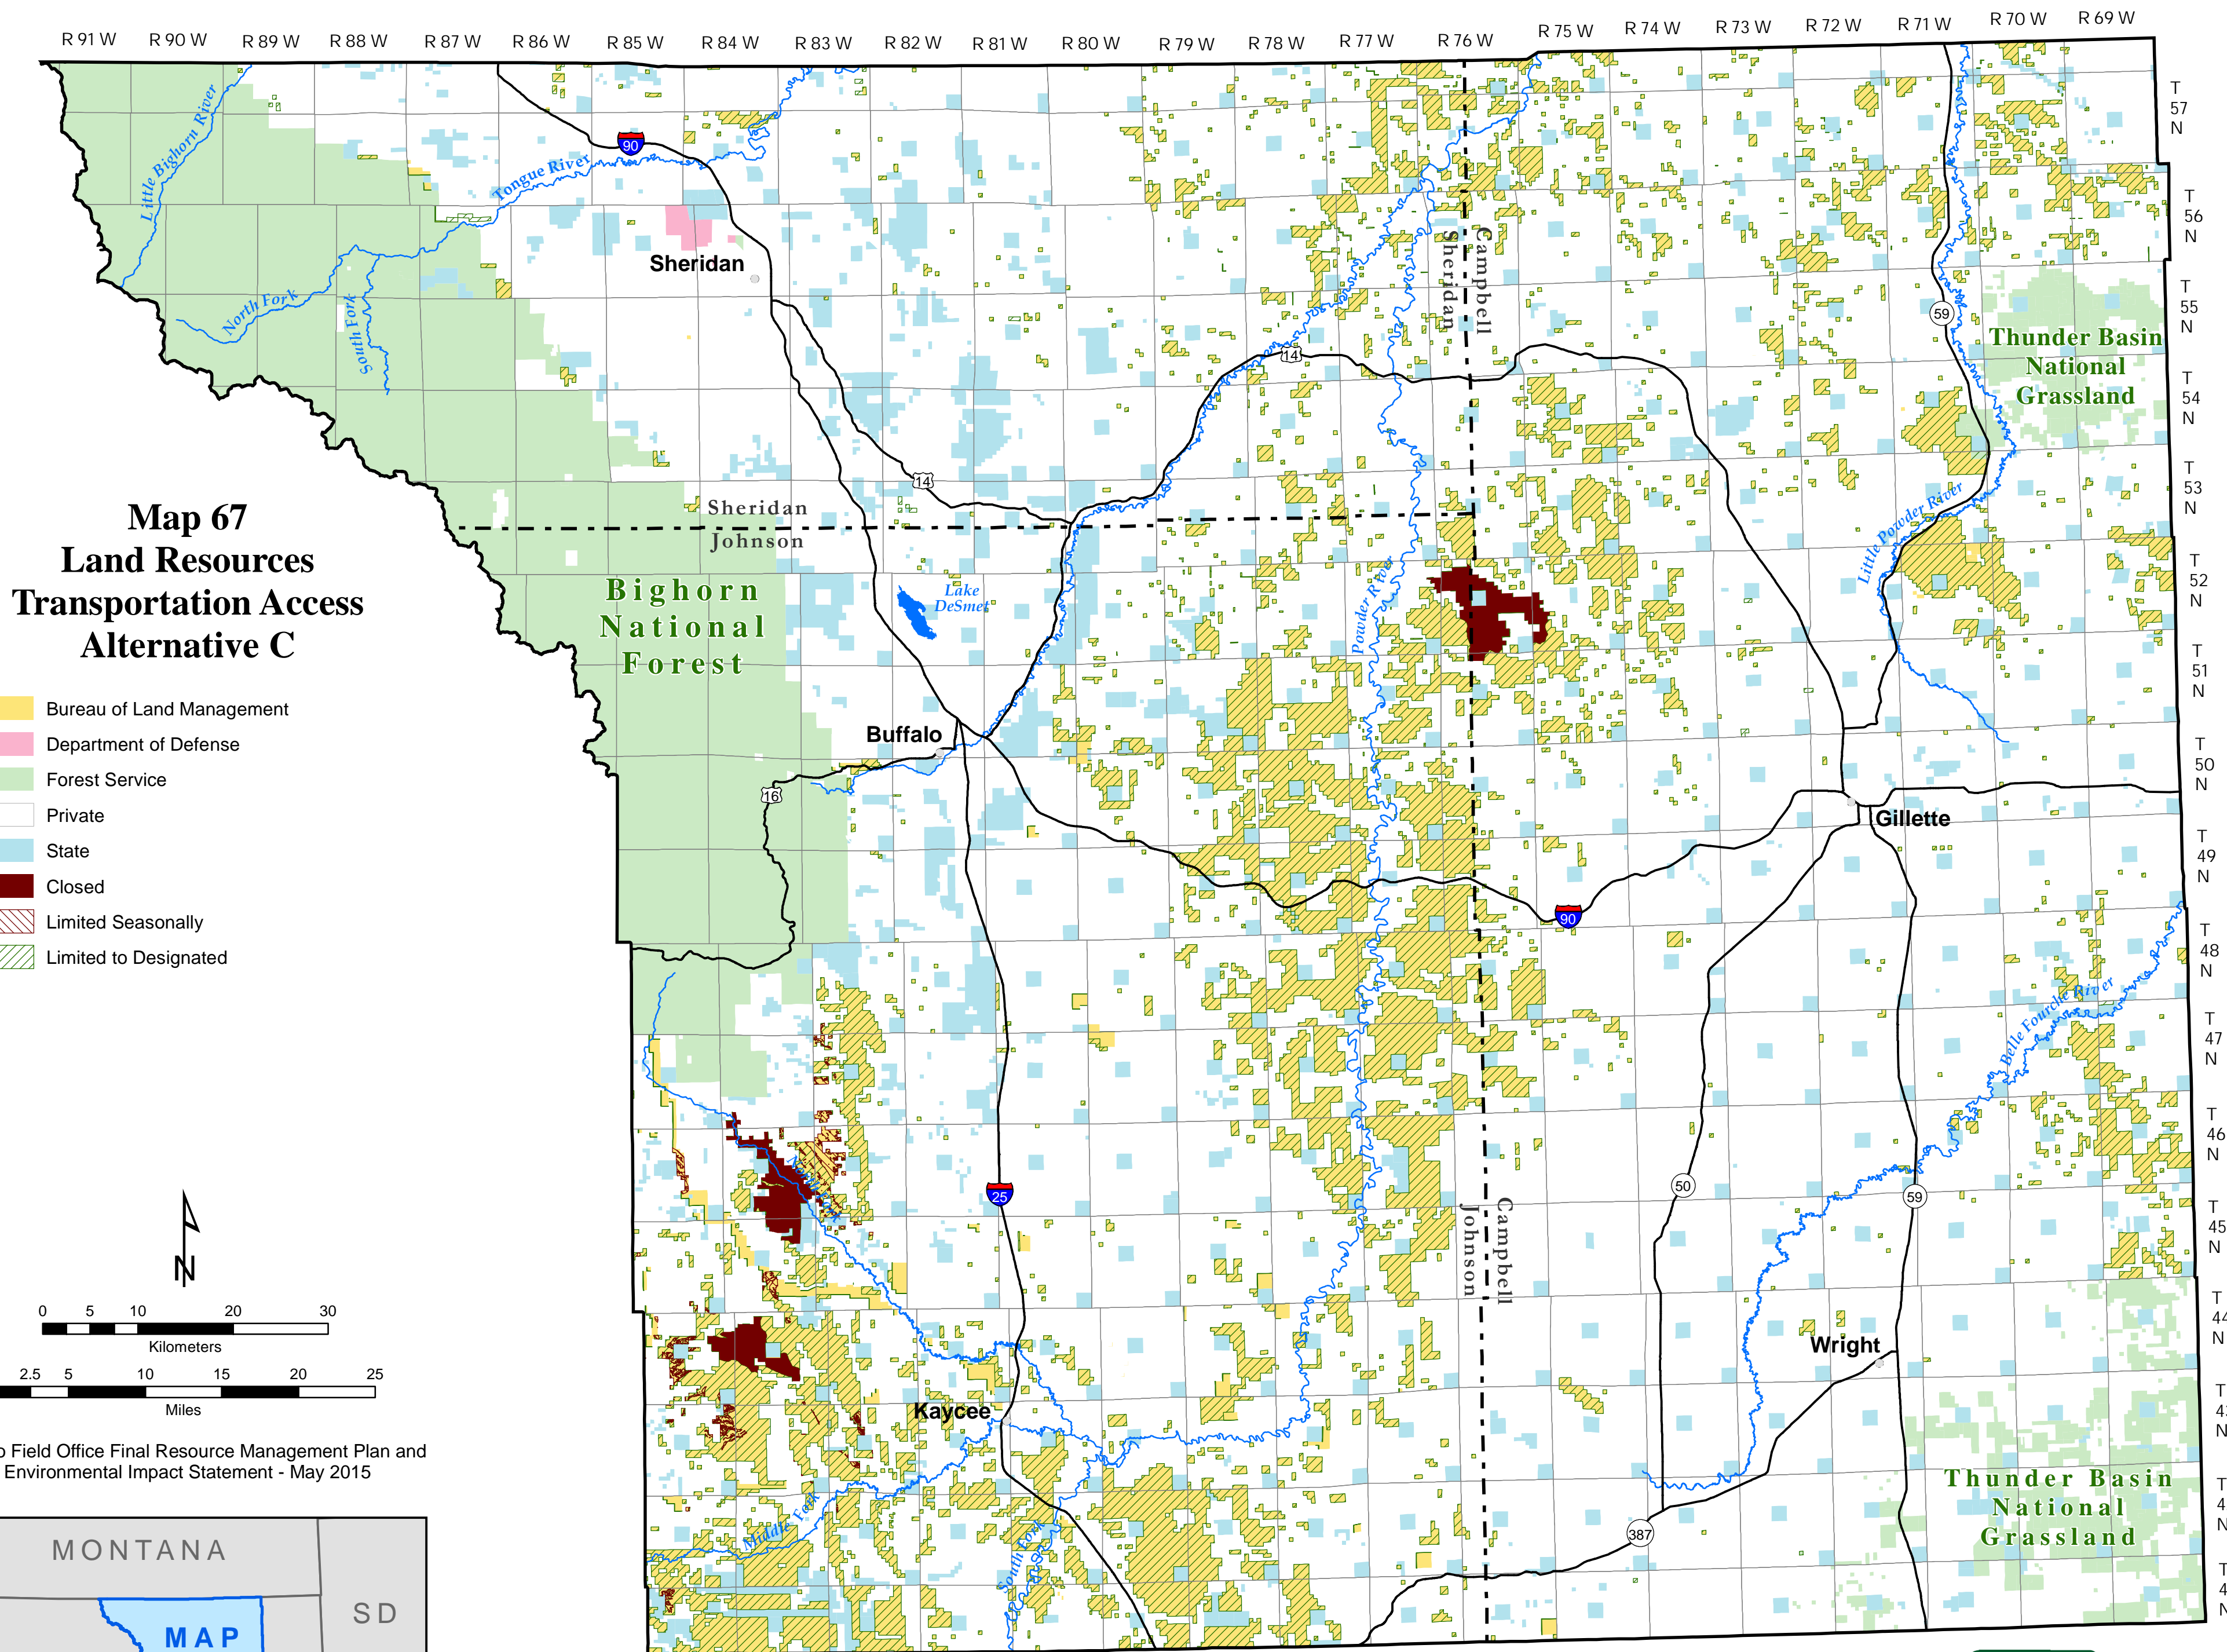 R 91 W
R 90 W
R 89 W
R 88 W
R 87 W
R 86 W
R 85 W
R 84 W
R 83 W
R 82 W
R 81 W
R 80 W
R 79 W
R 78 W
R 77 W
R 76 W
R 75 W
R 74 W
R 73 W
R 72 W
R 71 W
R 70 W
R 69 W
T
57
N
T
56
N
T
55
N
T
54
N
T
53
N
T
52
N
T
51
N
T
50
N
T
49
N
T
48
N
T
47
N
T
46
N
T
45
N
T
44
N
Little Bighorn River
Tongue River
North Fork
South Fork
90
Sheridan
Sheridan
Campbell
14
59
Thunder Basin
National
Grassland
14
Sheridan
Johnson
Map 67
Land Resources
Transportation Access
Alternative C
Bureau of Land Management
Department of Defense
Forest Service
Private
State
Closed
Limited Seasonally
Limited to Designated
Bighorn
National
Forest
Lake
DeSmet
Powder River
Little Powder River
Buffalo
16
Gillette
90
Belle Fourche River
25
50
59
Johnson
Campbell
Wright
Kaycee
Middle Fork
South Fork
387
Thunder Basin
National
Grassland
N
0 5 10 20 30
Kilometers
2.5 5 10 15 20 25
Miles
Field Office Final Resource Management Plan and
Environmental Impact Statement - May 2015
MONTANA
SD
MAP